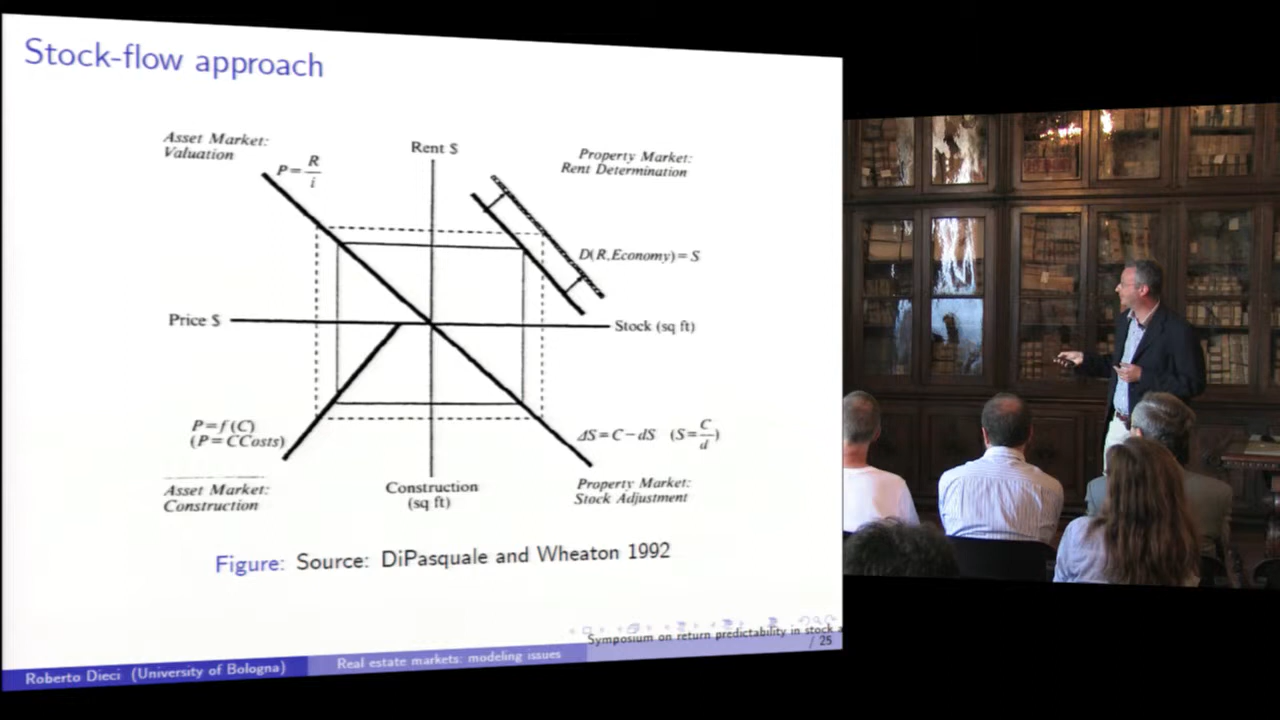 Stock-flow approach
Asset Market:
Valuation
P = R/i
Rent $
Property Market:
Rent Determination
D(R,Economy) = S
Price $
Stock (sq ft)
P = f(C)
(P = CCosts)
ΔS = C − dS (S = C/d)
Asset Market:
Construction
Construction
(sq ft)
Property Market:
Stock Adjustment
Figure: Source: DiPasquale and Wheaton 1992
Symposium on return predictability in stock a
/ 25
Roberto Dieci (University of Bologna)
Real estate markets: modeling issues